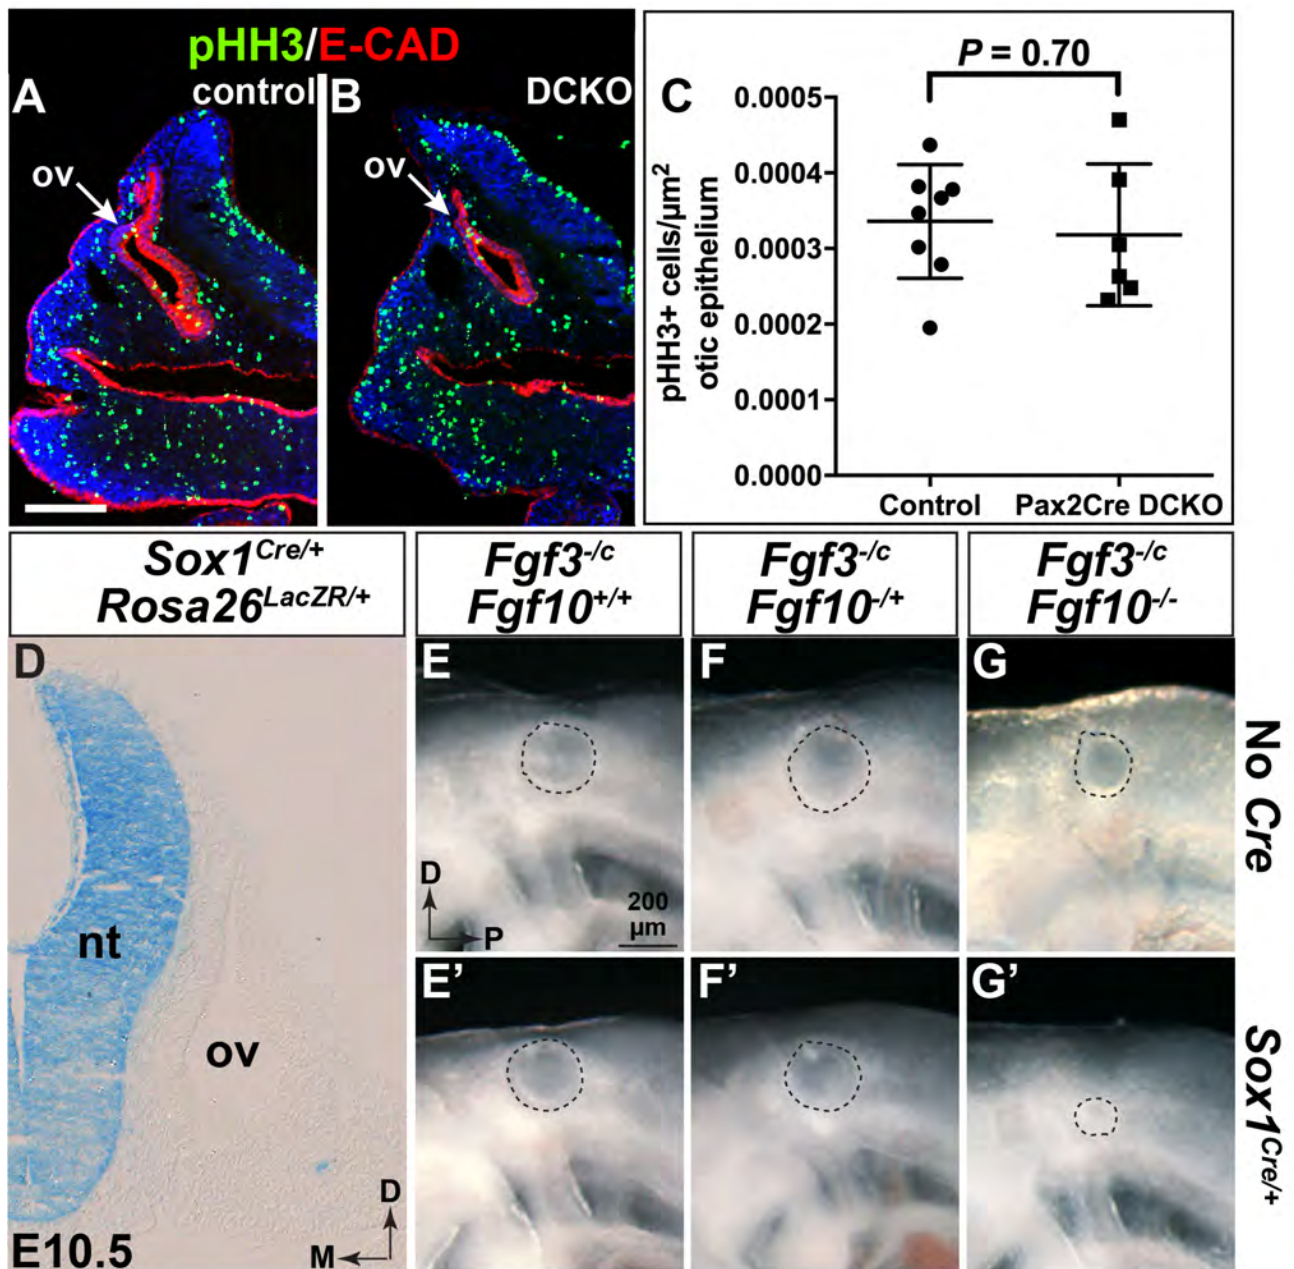 pHH3/E-CAD
A
control
B
DCKO
ov
ov
C
P = 0.70
pHH3+ cells/µm2
otic epithelium
0.0005
0.0004
0.0003
0.0002
0.0001
0.0000
Control
Pax2Cre DCKO
Sox1Cre/+
Rosa26LacZR/+
Fgf3-/c
Fgf10+/+
Fgf3-/c
Fgf10-/+
Fgf3-/c
Fgf10-/-
D
nt
ov
D
M
E10.5
E
D
P
200
µm
F
G
No Cre
E’
F’
G’
Sox1Cre/+